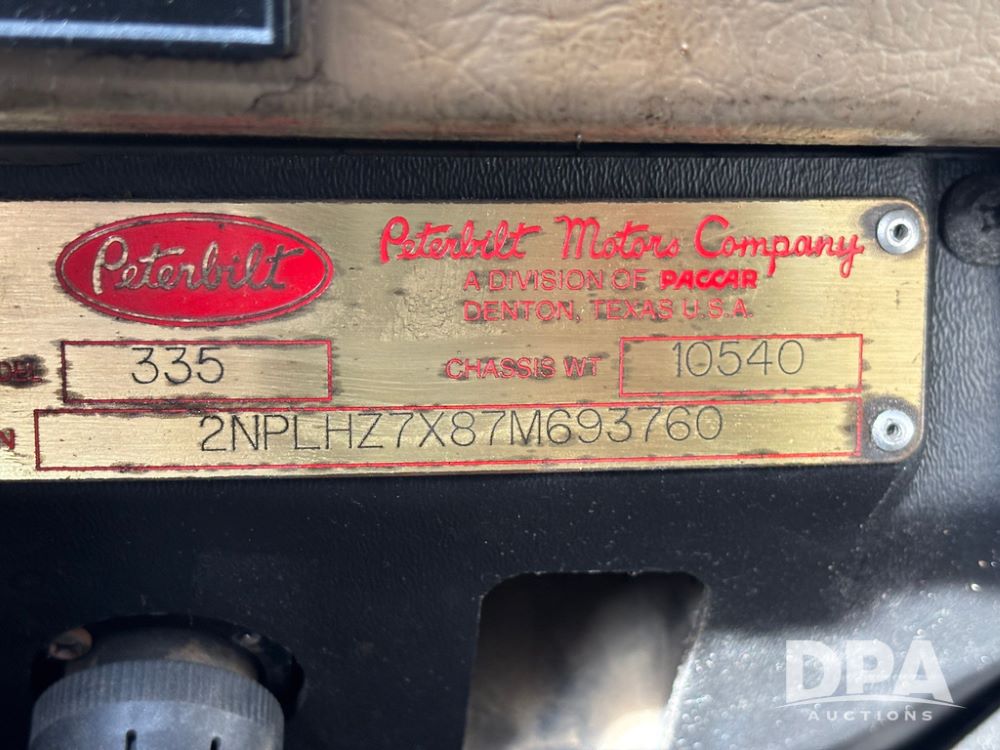 Peterbilt
Peterbilt Motors Company
A DIVISION OF PACCAR
DENTON, TEXAS U.S.A.
335
CHASSIS WT 10540
2NPLHZ7X87M693760
DPA
AUCTIONS